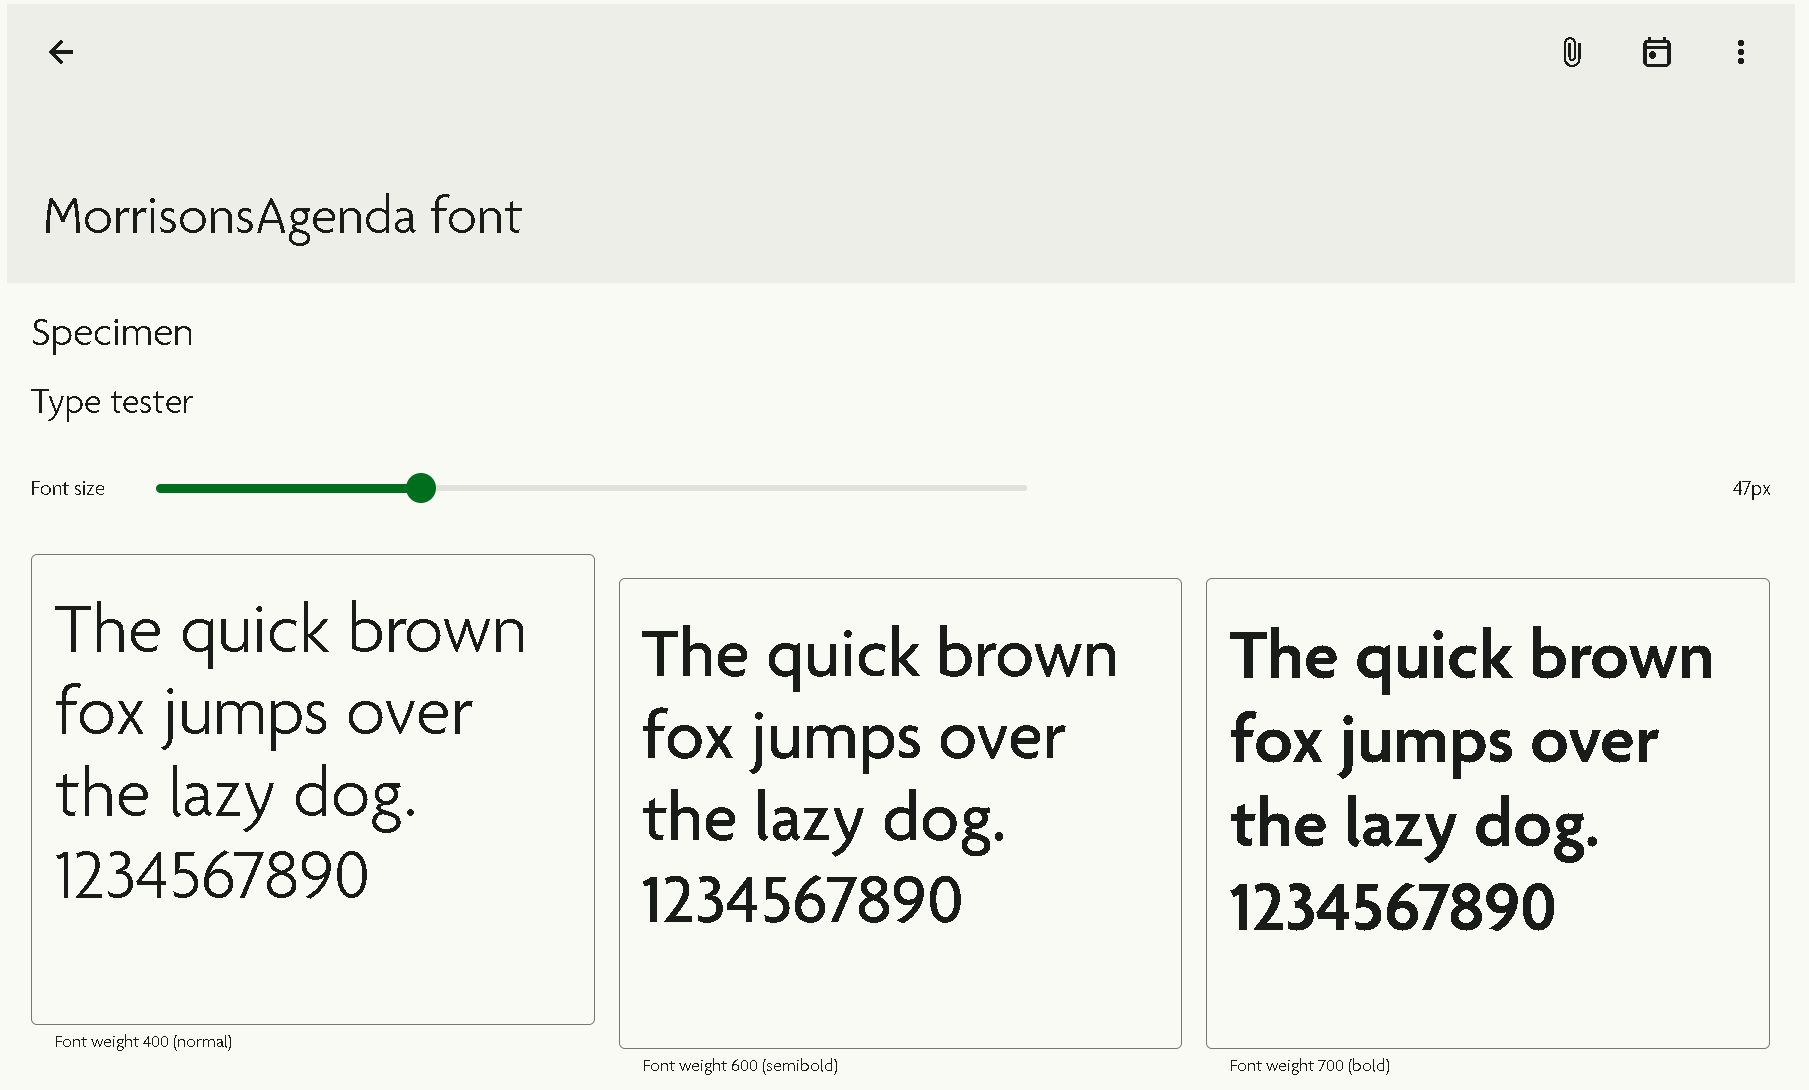 MorrisonsAgenda font
Specimen
Type tester
Font size
47px
The quick brown
fox jumps over
the lazy dog.
1234567890
Font weight 400 (normal)
The quick brown
fox jumps over
the lazy dog.
1234567890
Font weight 600 (semibold)
The quick brown
fox jumps over
the lazy dog.
1234567890
Font weight 700 (bold)